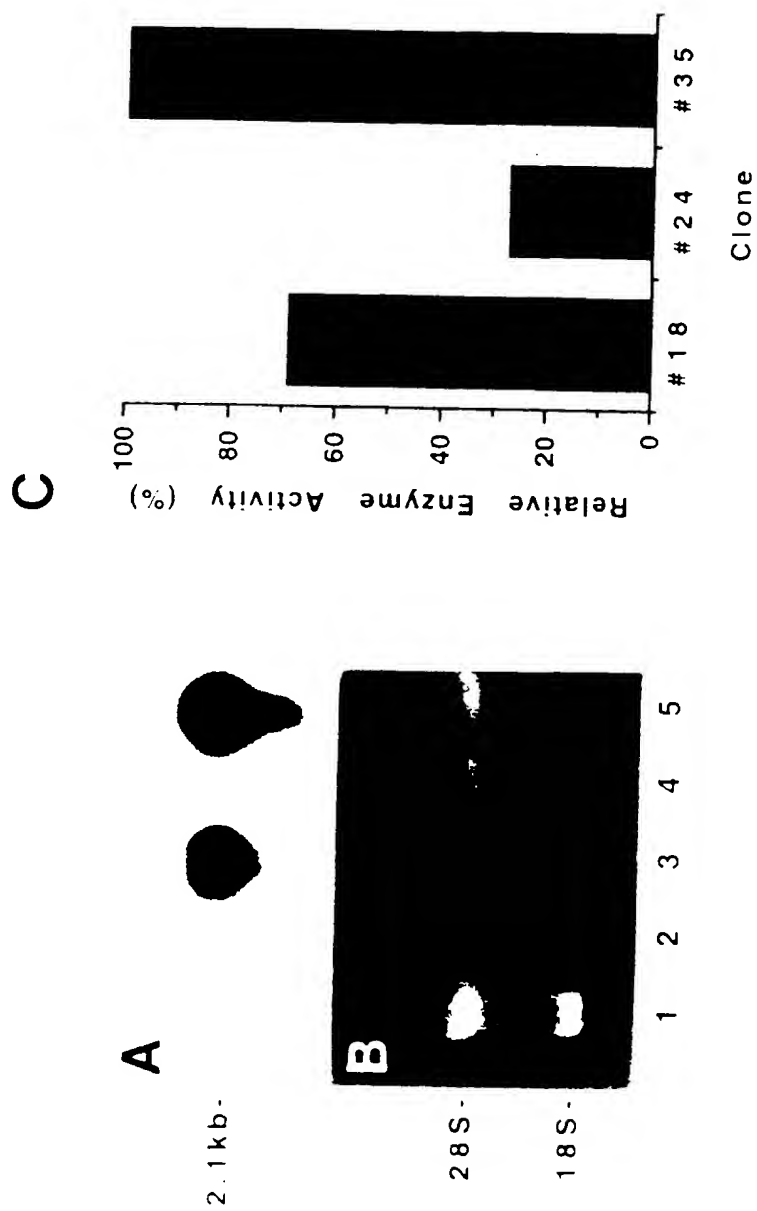 A
2.1kb-
B
28S-
18S-
1 2 3 4 5
C
Relative Enzyme Activity (%)
100
80
60
40
20
0
#18 #24 #35
Clone